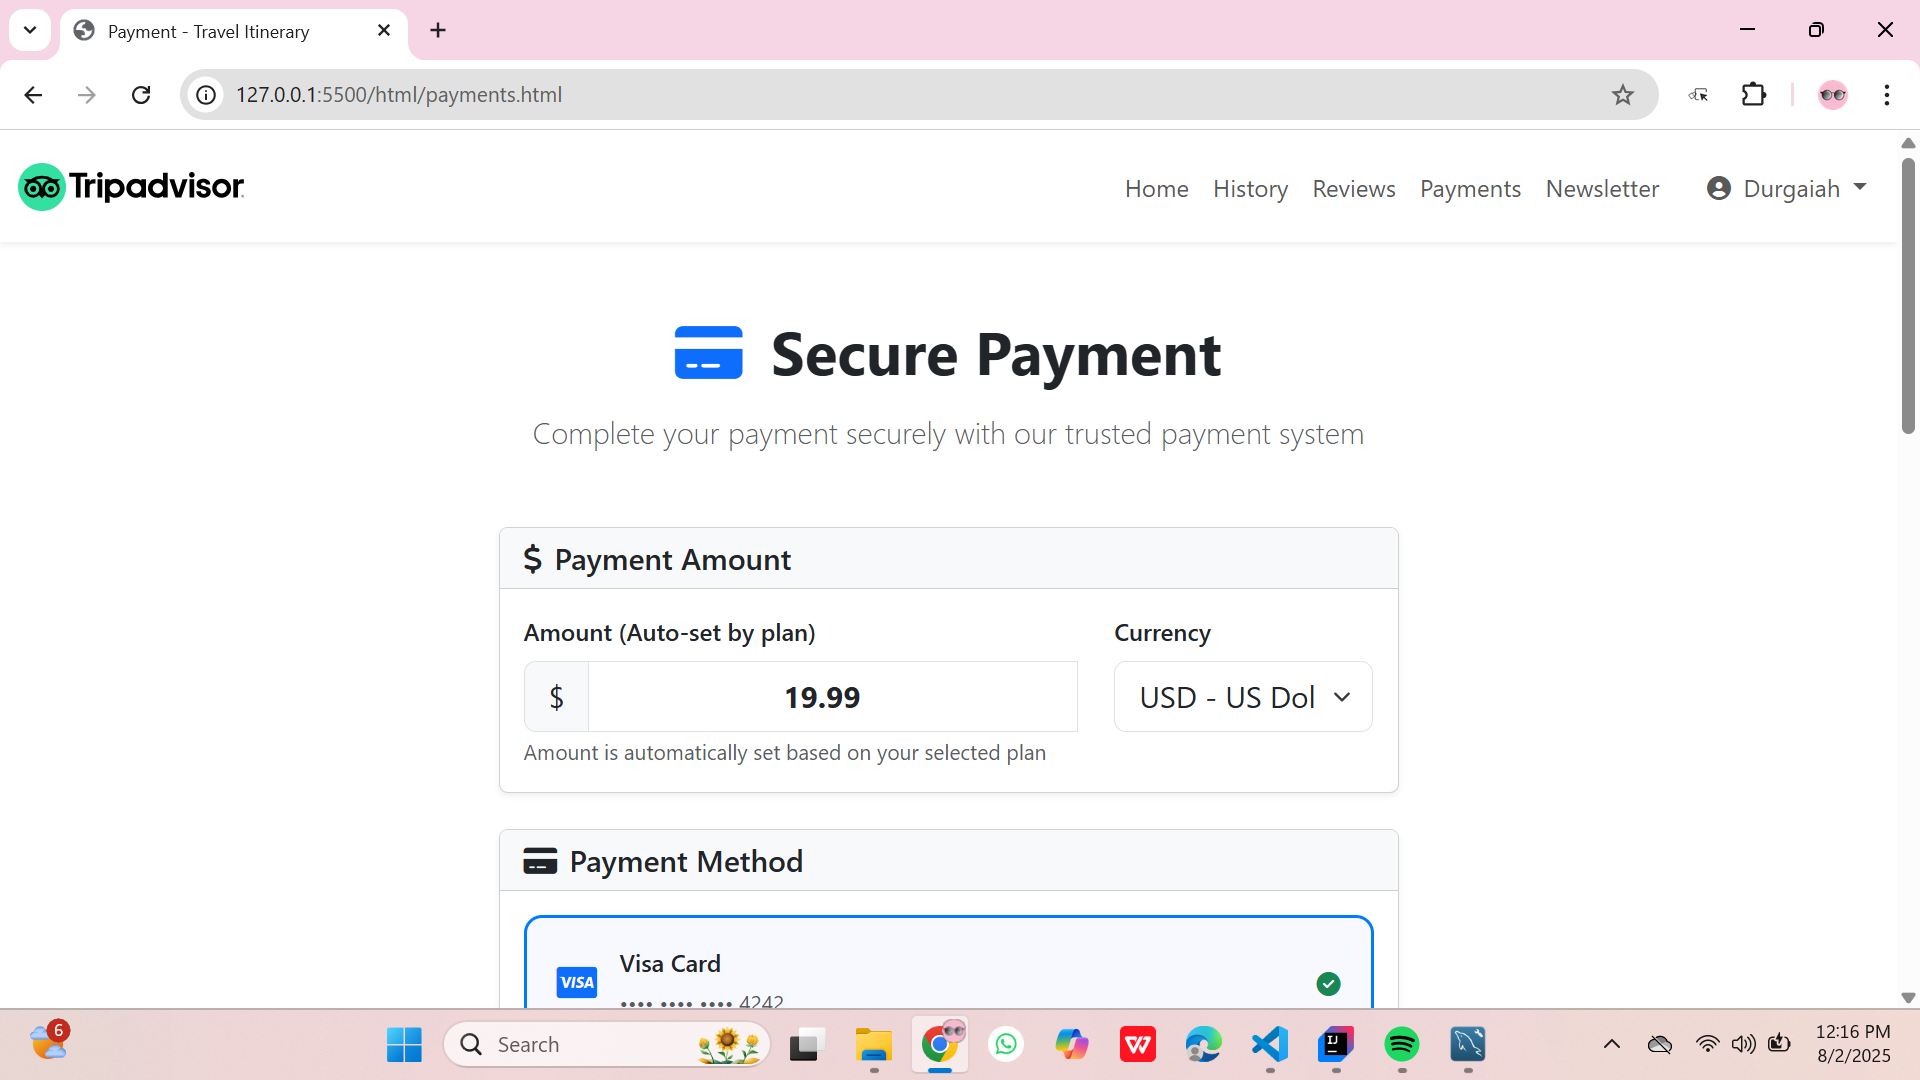 Payment - Travel Itinerary
127.0.0.1:5500/html/payments.html
Tripadvisor
Home History Reviews Payments Newsletter Durgaiah
Secure Payment
Complete your payment securely with our trusted payment system
$ Payment Amount
Amount (Auto-set by plan) Currency
$ 19.99 USD - US Dol
Amount is automatically set based on your selected plan
Payment Method
Visa Card
VISA
•••• •••• •••• 4242
6
Search
W
IJ
12:16 PM
8/2/2025